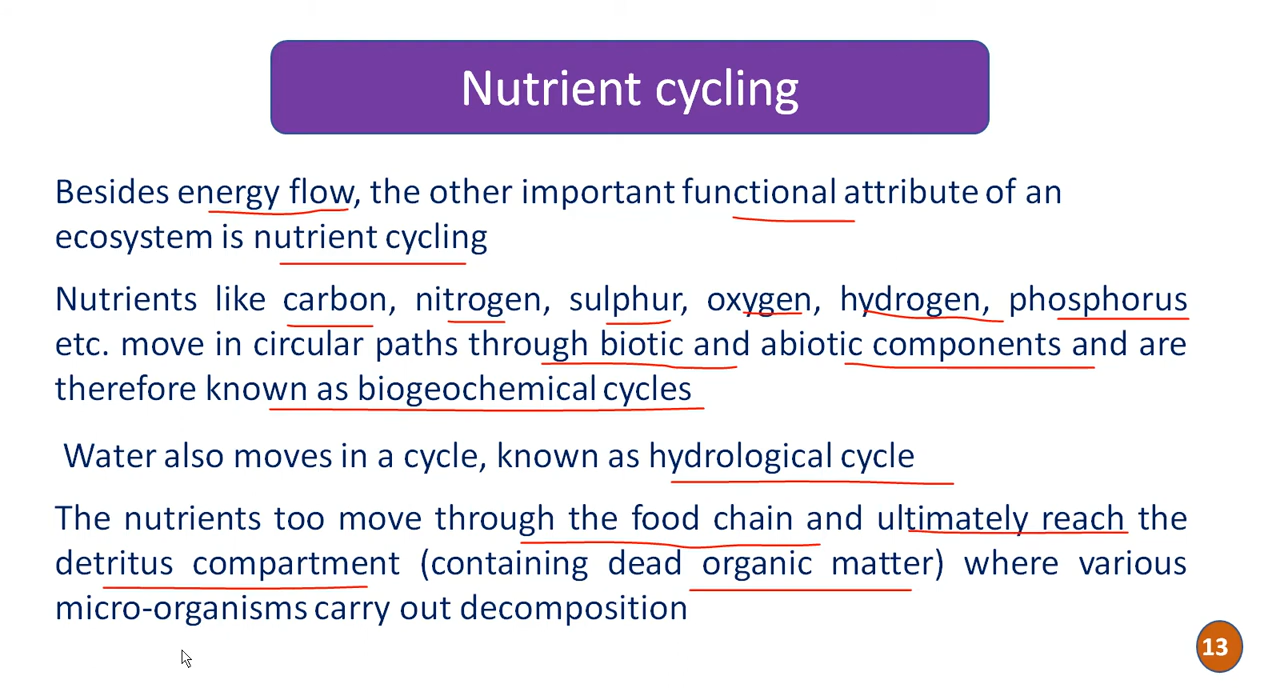 Nutrient cycling
Besides energy flow, the other important functional attribute of an
ecosystem is nutrient cycling
Nutrients like carbon, nitrogen, sulphur, oxygen, hydrogen, phosphorus
etc. move in circular paths through biotic and abiotic components and are
therefore known as biogeochemical cycles
Water also moves in a cycle, known as hydrological cycle
The nutrients too move through the food chain and ultimately reach the
detritus compartment (containing dead organic matter) where various
micro-organisms carry out decomposition
13